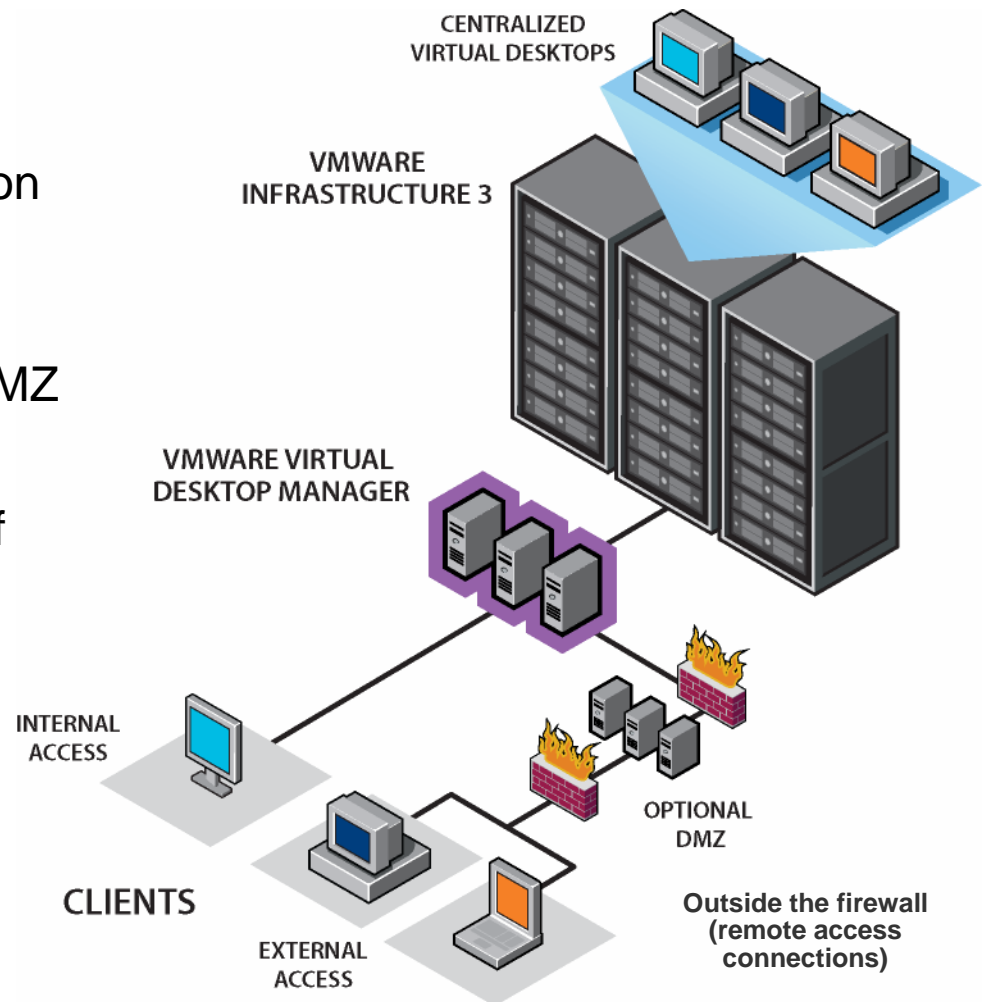 CENTRALIZED
VIRTUAL DESKTOPS
VMWARE
INFRASTRUCTURE 3
on
MZ
VMWARE VIRTUAL
DESKTOP MANAGER
f
INTERNAL
ACCESS
OPTIONAL
DMZ
CLIENTS
EXTERNAL
ACCESS
Outside the firewall
(remote access
connections)